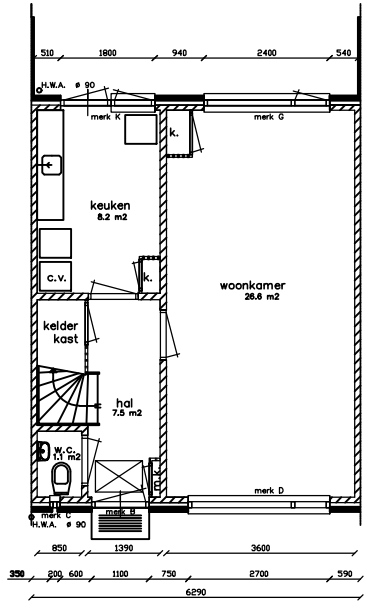 510 1800 940 2400 540
H.W.A. ø 90
merk K merk G
k.
keuken
8.2 m2
C.V. k.
woonkamer
26.6 m2
kelder
kast
hal
7.5 m2
W.C.
1.1 m2
m.k.
merk D
merk C merk B
H.W.A. ø 90
850 1390 3600
350 200 600 1100 750 2700 590
6290